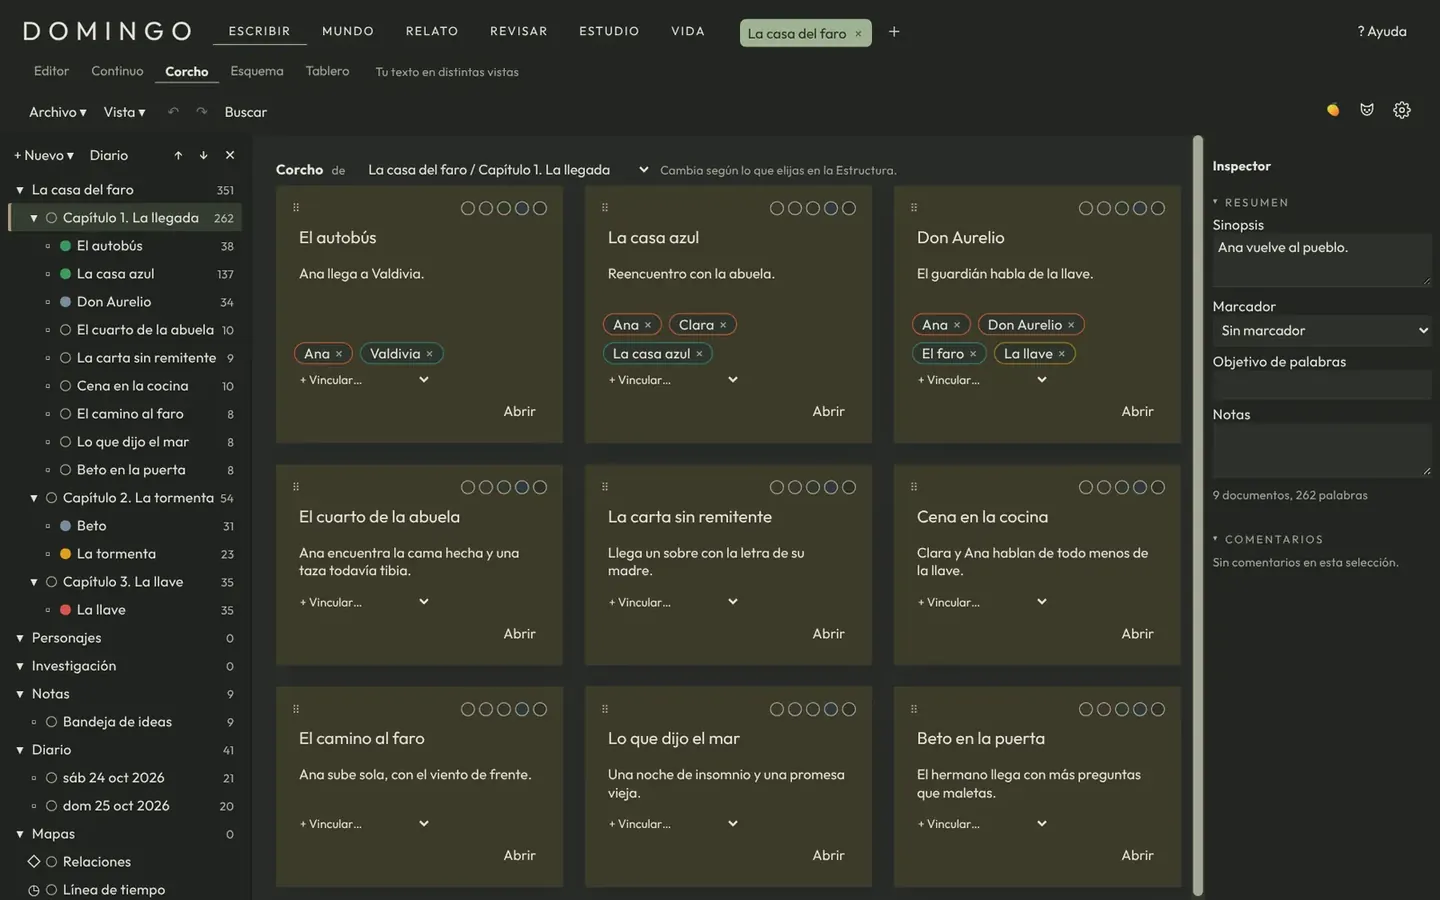 DOMINGO ESCRIBIR MUNDO RELATO REVISAR ESTUDIO VIDA La casa del faro × + ? Ayuda
Editor Continuo Corcho Esquema Tablero Tu texto en distintas vistas
Archivo ▾ Vista ▾ Buscar
+ Nuevo ▾ Diario ↑ ↓ ✕
La casa del faro 351
Capítulo 1. La llegada 262
El autobús 38
La casa azul 137
Don Aurelio 34
El cuarto de la abuela 10
La carta sin remitente 9
Cena en la cocina 10
El camino al faro 8
Lo que dijo el mar 8
Beto en la puerta 8
Capítulo 2. La tormenta 54
Beto 31
La tormenta 23
Capítulo 3. La llave 35
La llave 35
Personajes 0
Investigación 0
Notas 9
Bandeja de ideas 9
Diario 41
sáb 24 oct 2026 21
dom 25 oct 2026 20
Mapas 0
Relaciones
Línea de tiempo
Corcho de La casa del faro / Capítulo 1. La llegada Cambia según lo que elijas en la Estructura.
El autobús
Ana llega a Valdivia.
Ana × Valdivia ×
+ Vincular...
Abrir
La casa azul
Reencuentro con la abuela.
Ana × Clara ×
La casa azul ×
+ Vincular...
Abrir
Don Aurelio
El guardián habla de la llave.
Ana × Don Aurelio ×
El faro × La llave ×
+ Vincular...
Abrir
El cuarto de la abuela
Ana encuentra la cama hecha y una
taza todavía tibia.
+ Vincular...
Abrir
La carta sin remitente
Llega un sobre con la letra de su
madre.
+ Vincular...
Abrir
Cena en la cocina
Clara y Ana hablan de todo menos de
la llave.
+ Vincular...
Abrir
El camino al faro
Ana sube sola, con el viento de frente.
+ Vincular...
Abrir
Lo que dijo el mar
Una noche de insomnio y una promesa
vieja.
+ Vincular...
Abrir
Beto en la puerta
El hermano llega con más preguntas
que maletas.
+ Vincular...
Abrir
Inspector
RESUMEN
Sinopsis
Ana vuelve al pueblo.
Marcador
Sin marcador
Objetivo de palabras
Notas
9 documentos, 262 palabras
COMENTARIOS
Sin comentarios en esta selección.